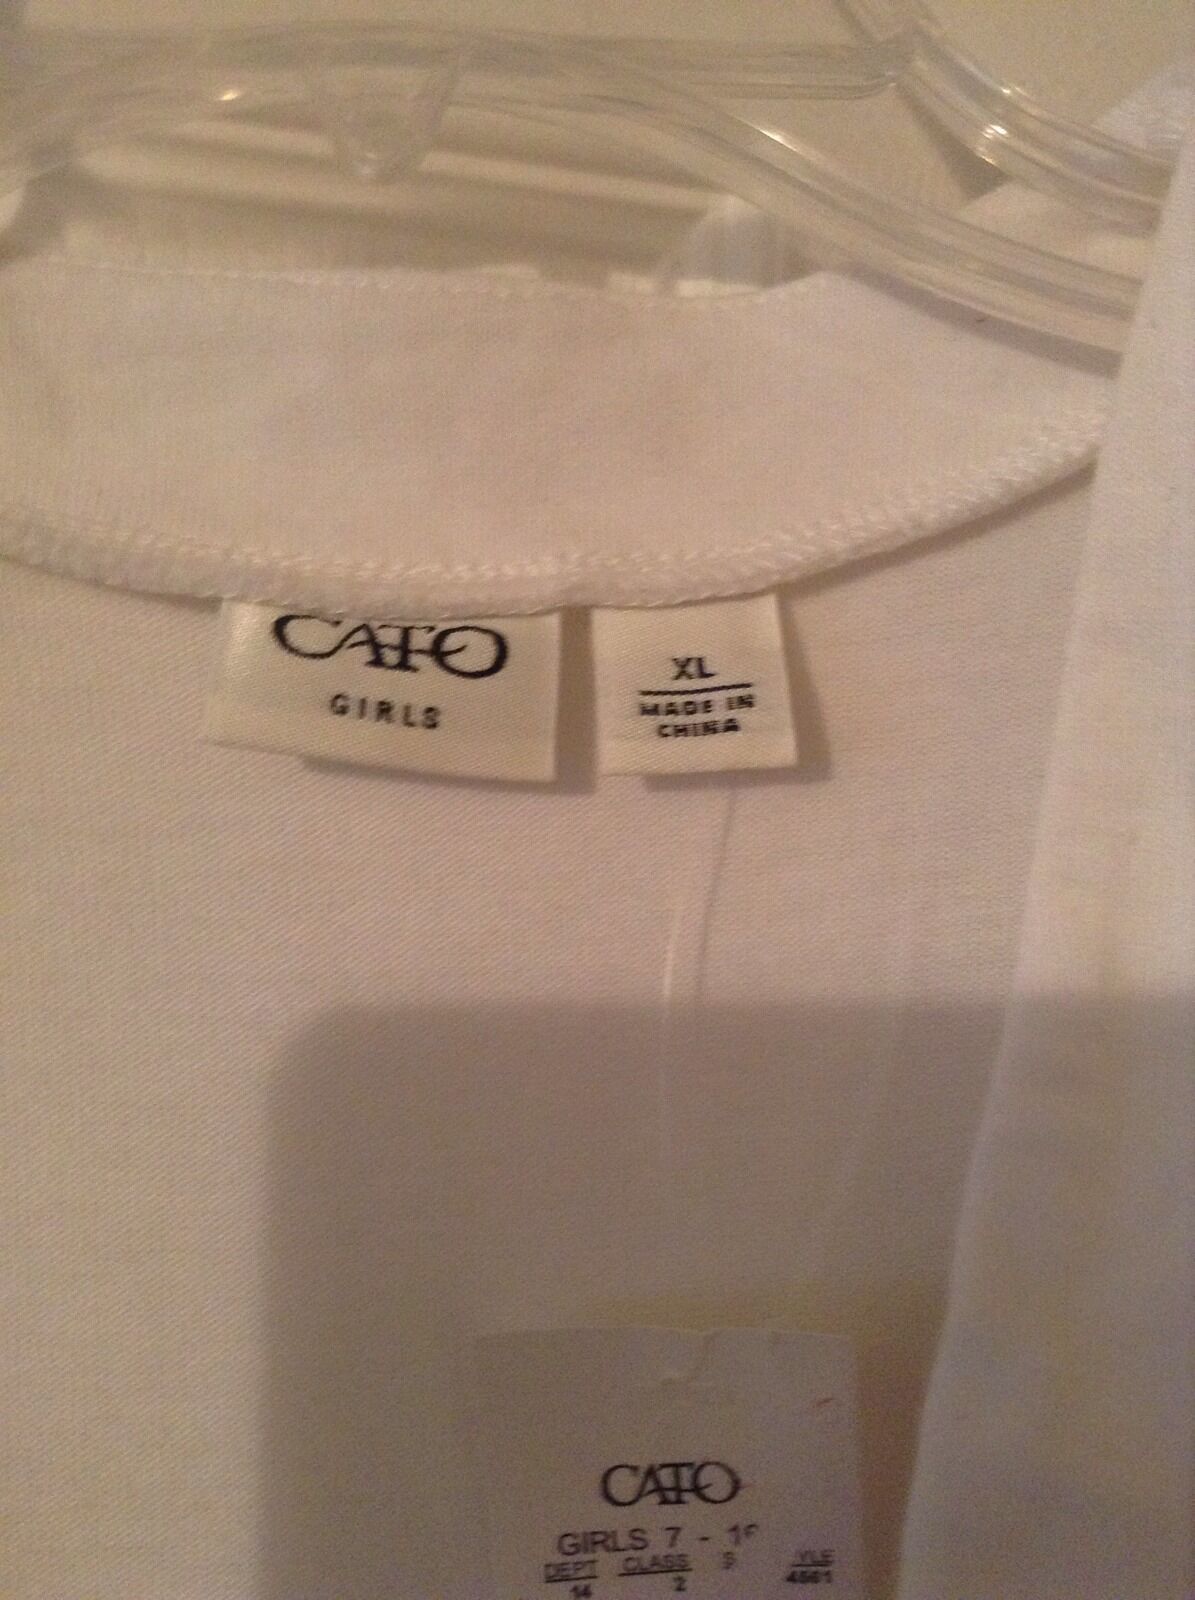 CATO
GIRLS
XL
MADE IN
CHINA
CATO
GIRLS 7 -
DEPT CLASS
14 2